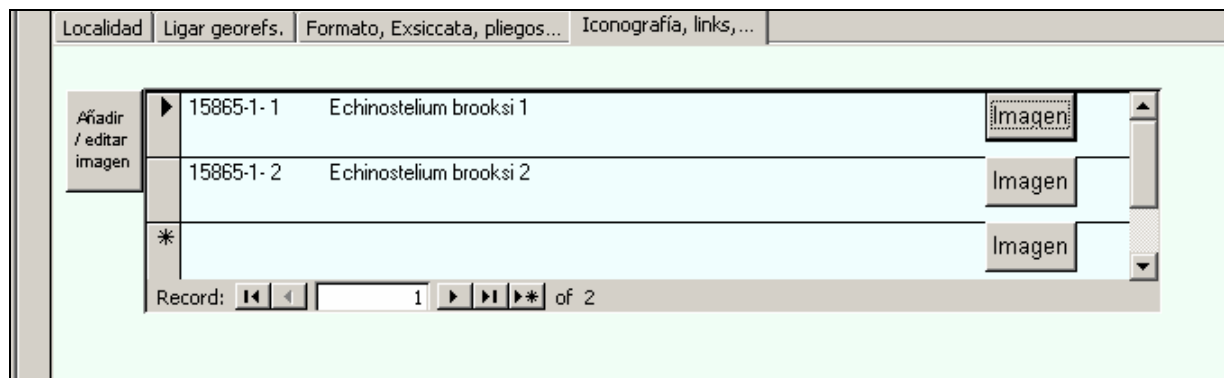 Localidad Ligar georefs. Formato, Exsiccata, pliegos... Iconografía, links,...
Añadir
/ editar
imagen
15865-1- 1 Echinostelium brooksi 1 Imagen
15865-1- 2 Echinostelium brooksi 2 Imagen
* Imagen
Record: 1 of 2